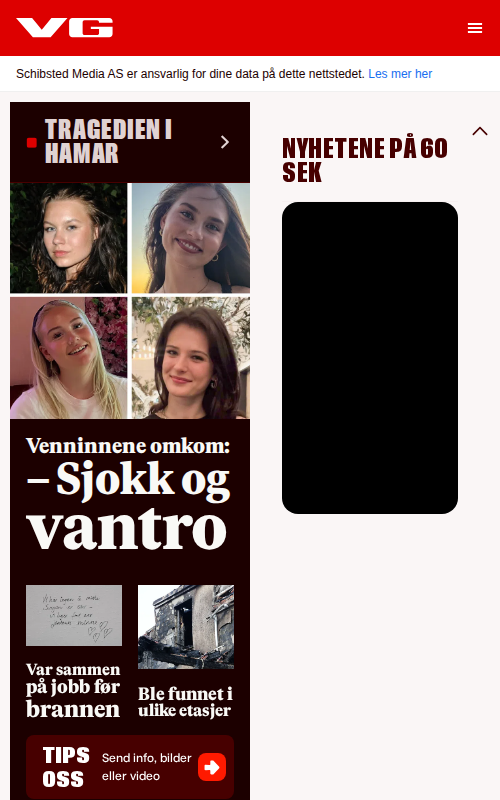 VG
Schibsted Media AS er ansvarlig for dine data på dette nettstedet. Les mer her
TRAGEDIEN I
HAMAR
Venninnene omkom:
– Sjokk og
vantro
Var sammen
på jobb før
brannen
Ble funnet i
ulike etasjer
TIPS
OSS
Send info, bilder
eller video
NYHETENE PÅ 60
SEK